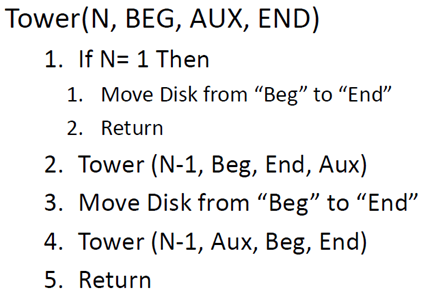 Tower(N, BEG, AUX, END)
1. If N= 1 Then
1. Move Disk from “Beg” to “End”
2. Return
2. Tower (N-1, Beg, End, Aux)
3. Move Disk from “Beg” to “End”
4. Tower (N-1, Aux, Beg, End)
5. Return